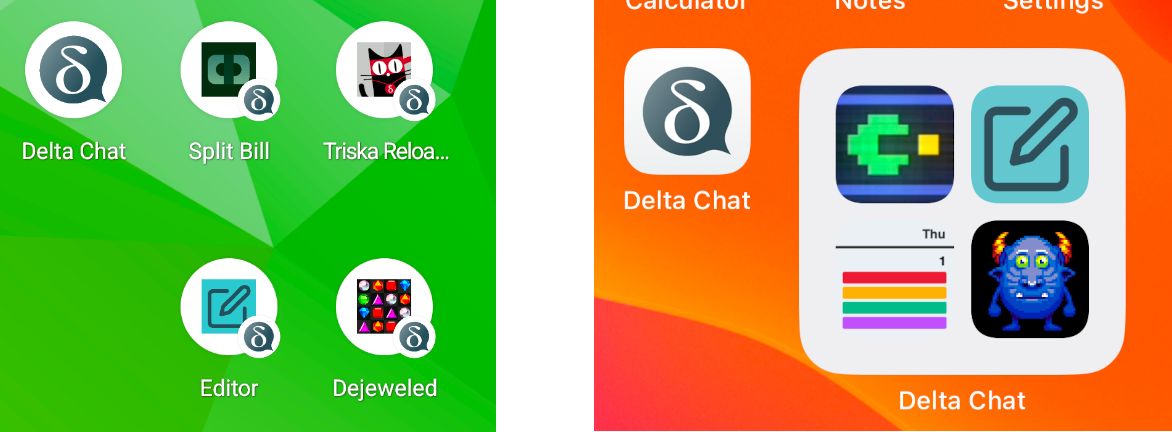 Delta Chat
Split Bill
Triska Reloa...
Editor
Dejeweled
Calculator
Notes
Settings
Delta Chat
Thu
1
Delta Chat